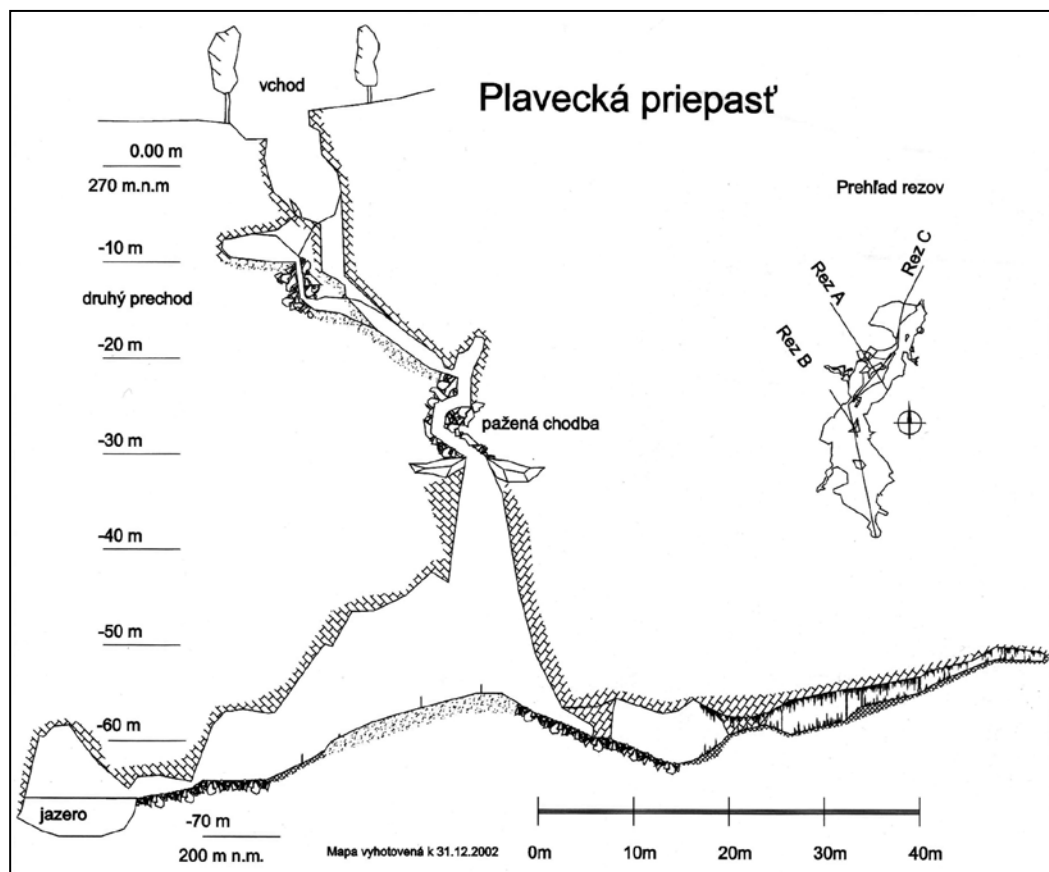 vchod
Plavecká priepasť
0.00 m
270 m.n.m
Prehľad rezov
Rez C
Rez A
Rez B
-10 m
druhý prechod
-20 m
pažená chodba
-30 m
-40 m
-50 m
-60 m
jazero
-70 m
200 m n.m.
Mapa vyhotovená k 31.12.2002
0m 10m 20m 30m 40m